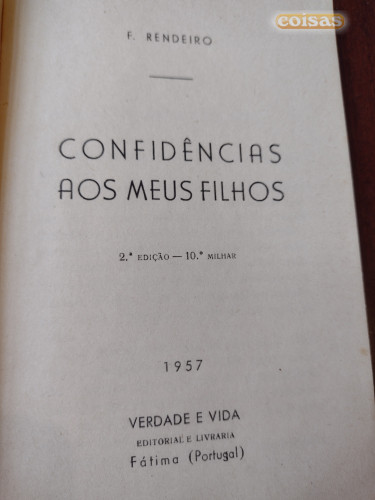 coisas
F. RENDEIRO
CONFIDÊNCIAS
AOS MEUS FILHOS
2.ª EDIÇÃO — 10.º MILHAR
1957
VERDADE E VIDA
EDITORIAL E LIVRARIA
Fátima (Portugal)